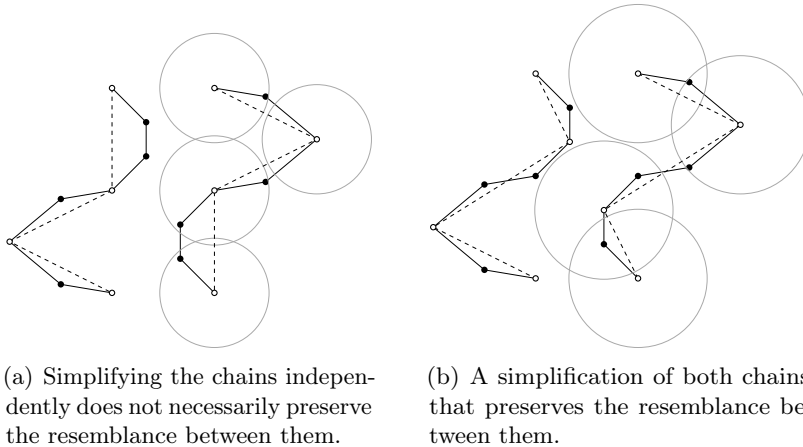 (a) Simplifying the chains indepen-
dently does not necessarily preserve
the resemblance between them.
(b) A simplification of both chains
that preserves the resemblance be
tween them.